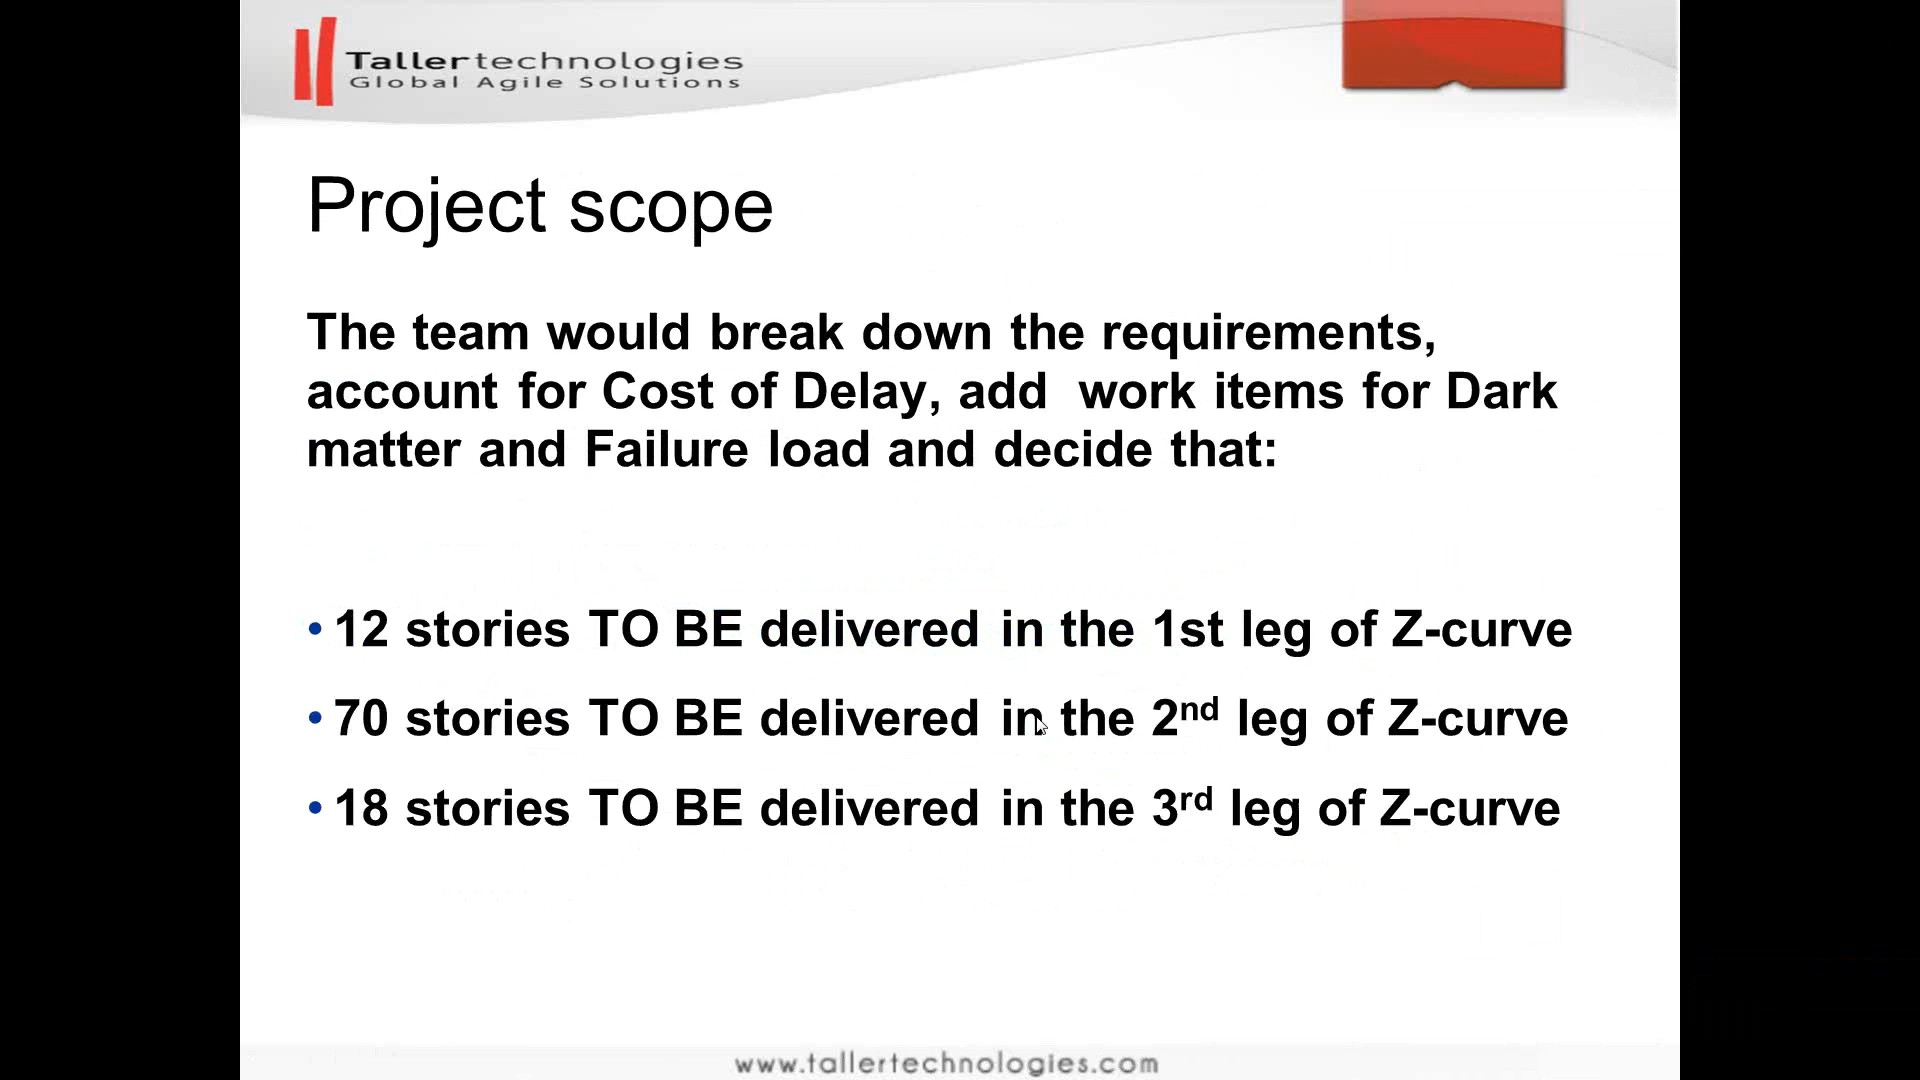 Taller technologies
Global Agile Solutions
Project scope
The team would break down the requirements,
account for Cost of Delay, add  work items for Dark
matter and Failure load and decide that:
• 12 stories TO BE delivered in the 1st leg of Z-curve
• 70 stories TO BE delivered in the 2nd leg of Z-curve
• 18 stories TO BE delivered in the 3rd leg of Z-curve
www.tallertechnologies.com